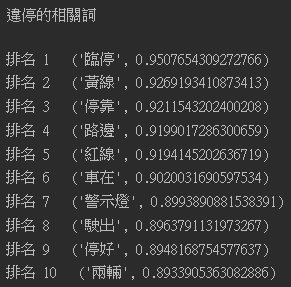 違停的相關詞
排名 1 ('臨停', 0.9507654309272766)
排名 2 ('黃線', 0.9269193410873413)
排名 3 ('停靠', 0.9211543202400208)
排名 4 ('路邊', 0.9199017286300659)
排名 5 ('紅線', 0.9194145202636719)
排名 6 ('車在', 0.9020031690597534)
排名 7 ('警示燈', 0.8993890881538391)
排名 8 ('駛出', 0.8963791131973267)
排名 9 ('停好', 0.8948168754577637)
排名 10 ('兩輛', 0.8933905363082886)